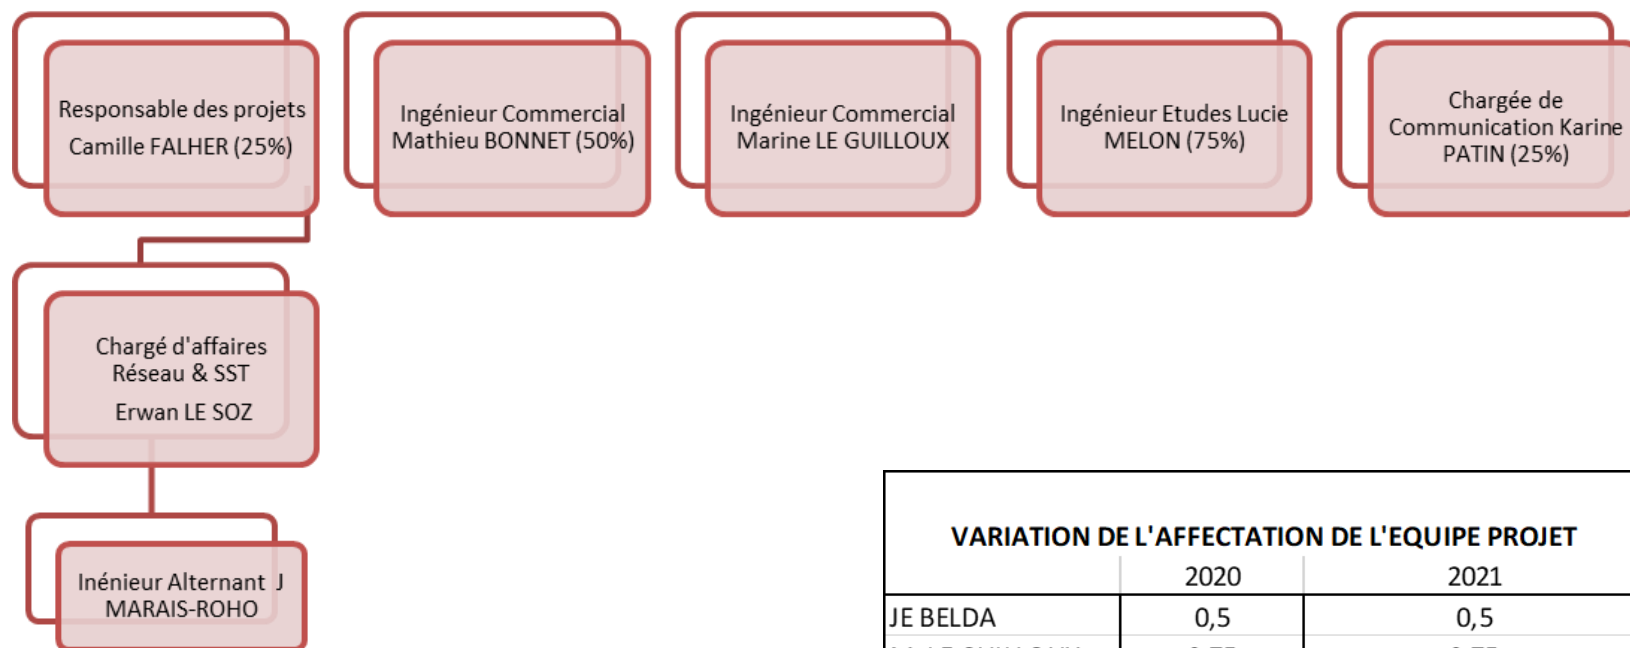 Responsable des projets
Camille FALHER (25%)
Ingénieur Commercial
Mathieu BONNET (50%)
Ingénieur Commercial
Marine LE GUILLOUX
Ingénieur Etudes Lucie
MELON (75%)
Chargée de
Communication Karine
PATIN (25%)
Chargé d'affaires
Réseau & SST
Erwan LE SOZ
Inénieur Alternant J
MARAIS-ROHO
VARIATION DE L'AFFECTATION DE L'EQUIPE PROJET
2020 2021
JE BELDA 0,5 0,5